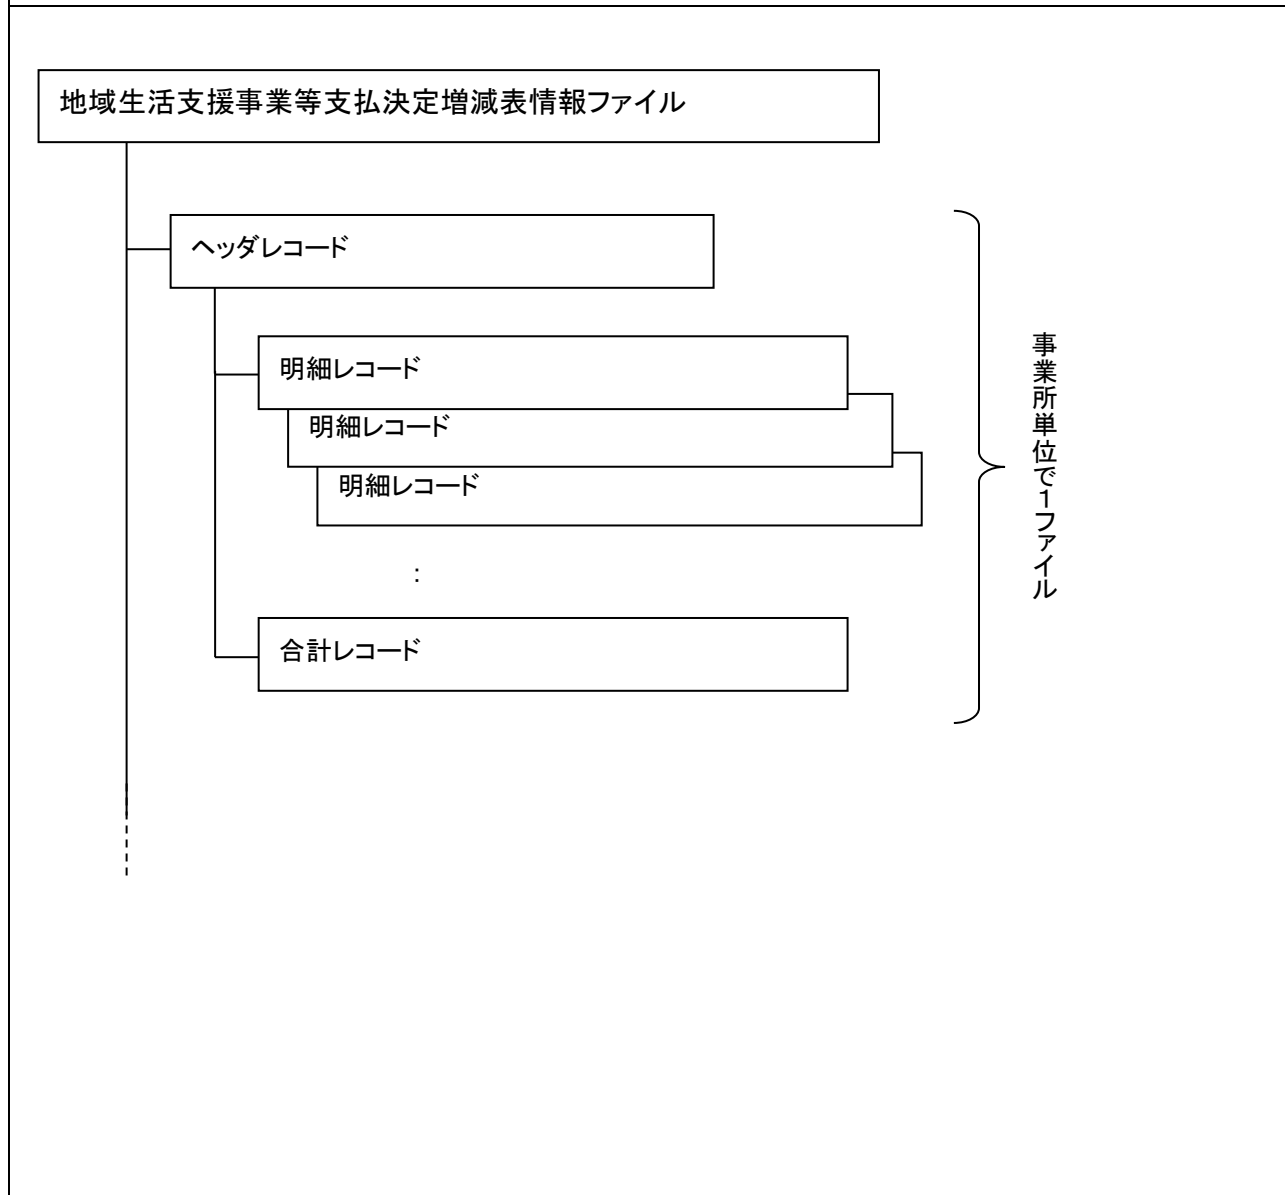 地域生活支援事業等支払決定増減表情報ファイル
ヘッダレコード
明細レコード
明細レコード
明細レコード
:
合計レコード
事業所単位で1ファイル